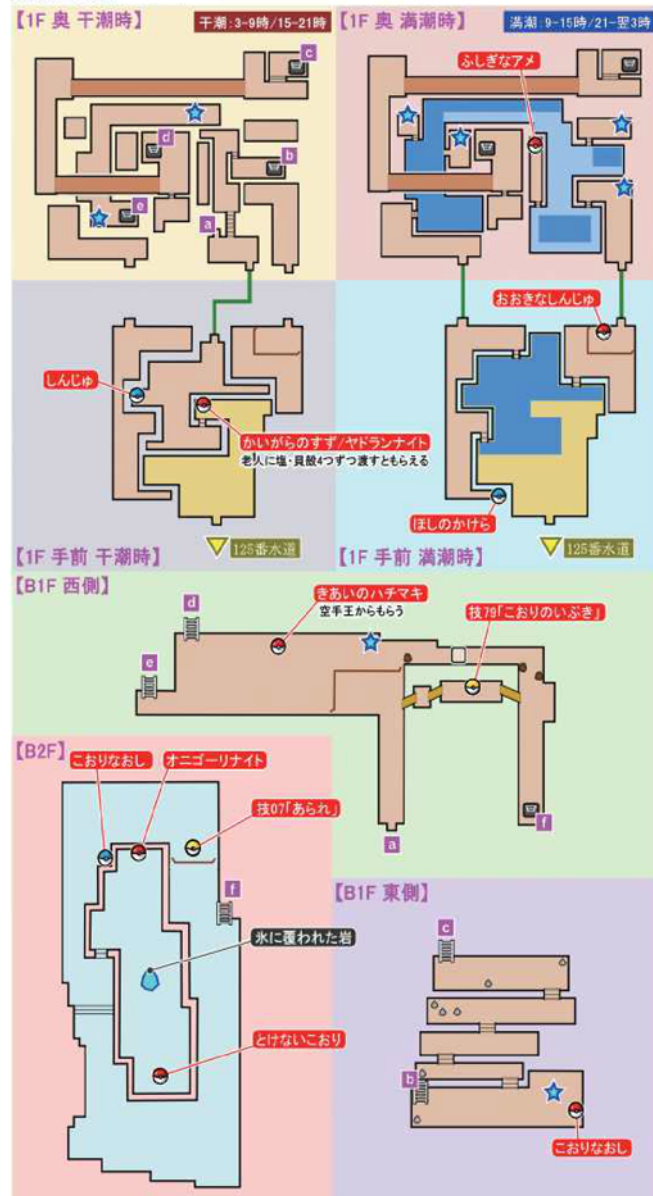 【1F 奥 干潮時】
干潮:3-9時/15-21時
c
d
b
e
a
【1F 奥 満潮時】
満潮:9-15時/21-翌3時
ふしぎなアメ
しんじゅ
かいがらのすず/ヤドランナイト
老人に塩・貝殻4つずつ渡すともらえる
【1F 手前 干潮時】
125番水道
おおきなしんじゅ
ほしのかけら
【1F 手前 満潮時】
125番水道
【B1F 西側】
d
きあいのハチマキ
空手王からもらう
技79「こおりのいぶき」
e
a
f
【B2F】
こおりなおし
オニゴーリナイト
技07「あられ」
f
氷に覆われた岩
とけないこおり
【B1F 東側】
c
b
こおりなおし